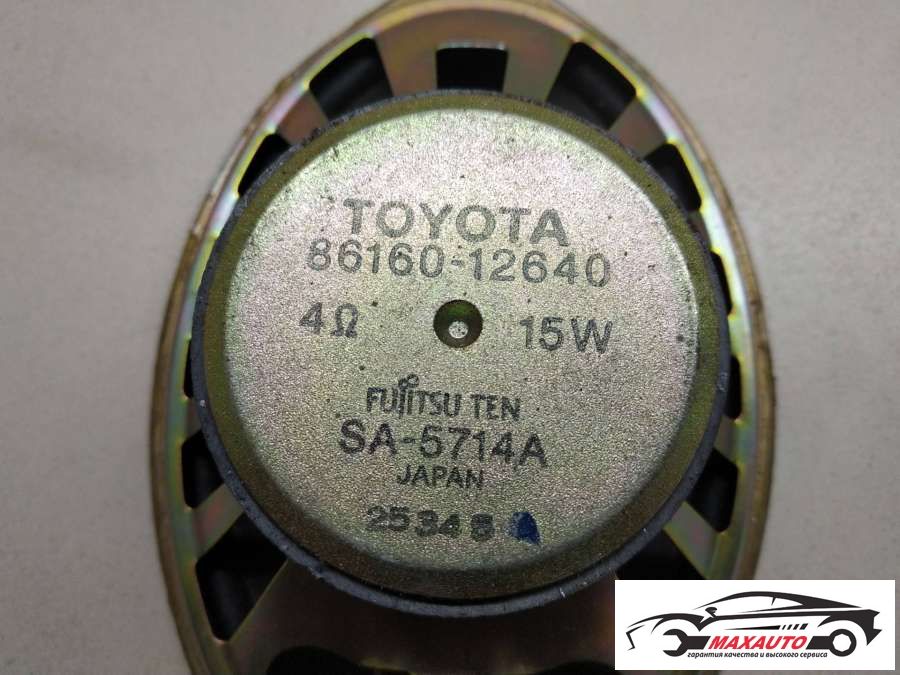 TOYOTA
86160-12640
4Ω 15W
FUJITSU TEN
SA-5714A
JAPAN
25348
MAXAUTO
гарантия качества и высокого сервиса